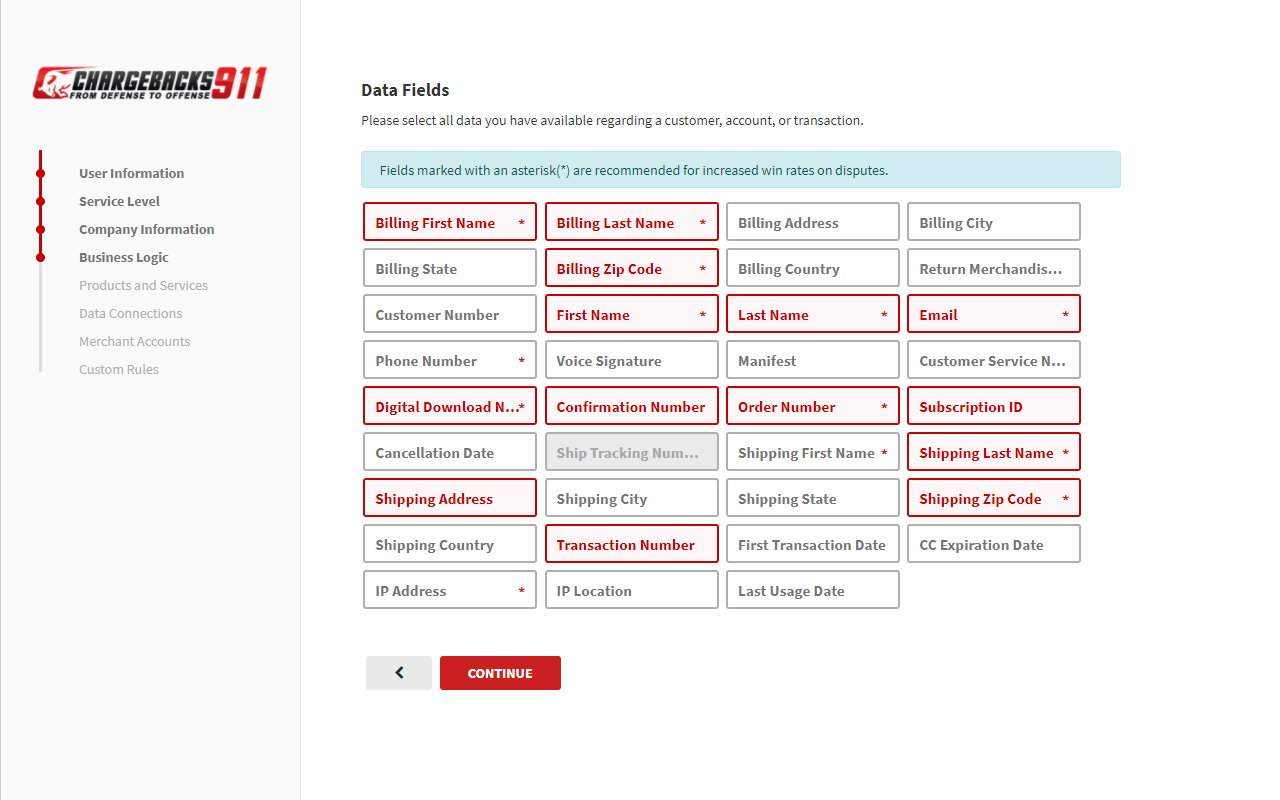 CHARGEBACKS911
FROM DEFENSE TO OFFENSE
User Information
Service Level
Company Information
Business Logic
Products and Services
Data Connections
Merchant Accounts
Custom Rules
Data Fields
Please select all data you have available regarding a customer, account, or transaction.
Fields marked with an asterisk(*) are recommended for increased win rates on disputes.
Billing First Name * Billing Last Name * Billing Address Billing City
Billing State Billing Zip Code * Billing Country Return Merchandis...
Customer Number First Name * Last Name * Email *
Phone Number * Voice Signature Manifest Customer Service N...
Digital Download N...* Confirmation Number Order Number * Subscription ID
Cancellation Date Ship Tracking Num... Shipping First Name * Shipping Last Name *
Shipping Address Shipping City Shipping State Shipping Zip Code *
Shipping Country Transaction Number First Transaction Date CC Expiration Date
IP Address * IP Location Last Usage Date
CONTINUE